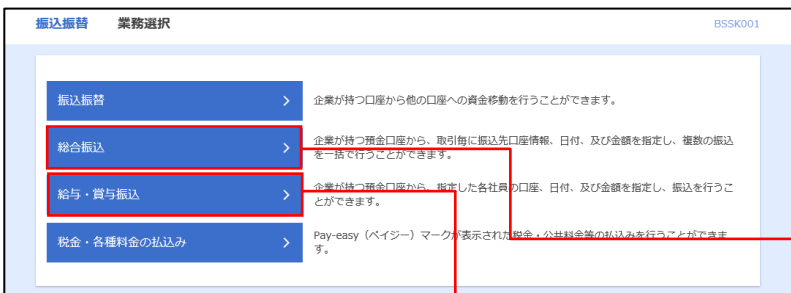 振込振替 業務選択 BSSK001
振込振替 企業が持つ口座から他の口座への資金移動を行うことができます。
総合振込 企業が持つ預金口座から、取引毎に振込先口座情報、日付、及び金額を指定し、複数の振込
を一括で行うことができます。
給与・賞与振込 企業が持つ預金口座から、指定した各社員の口座、日付、及び金額を指定し、振込を行うこ
とができます。
税金・各種料金の払込み Pay-easy（ペイジー）マークが表示された税金・公共料金等の払込みを行うことができま
す。